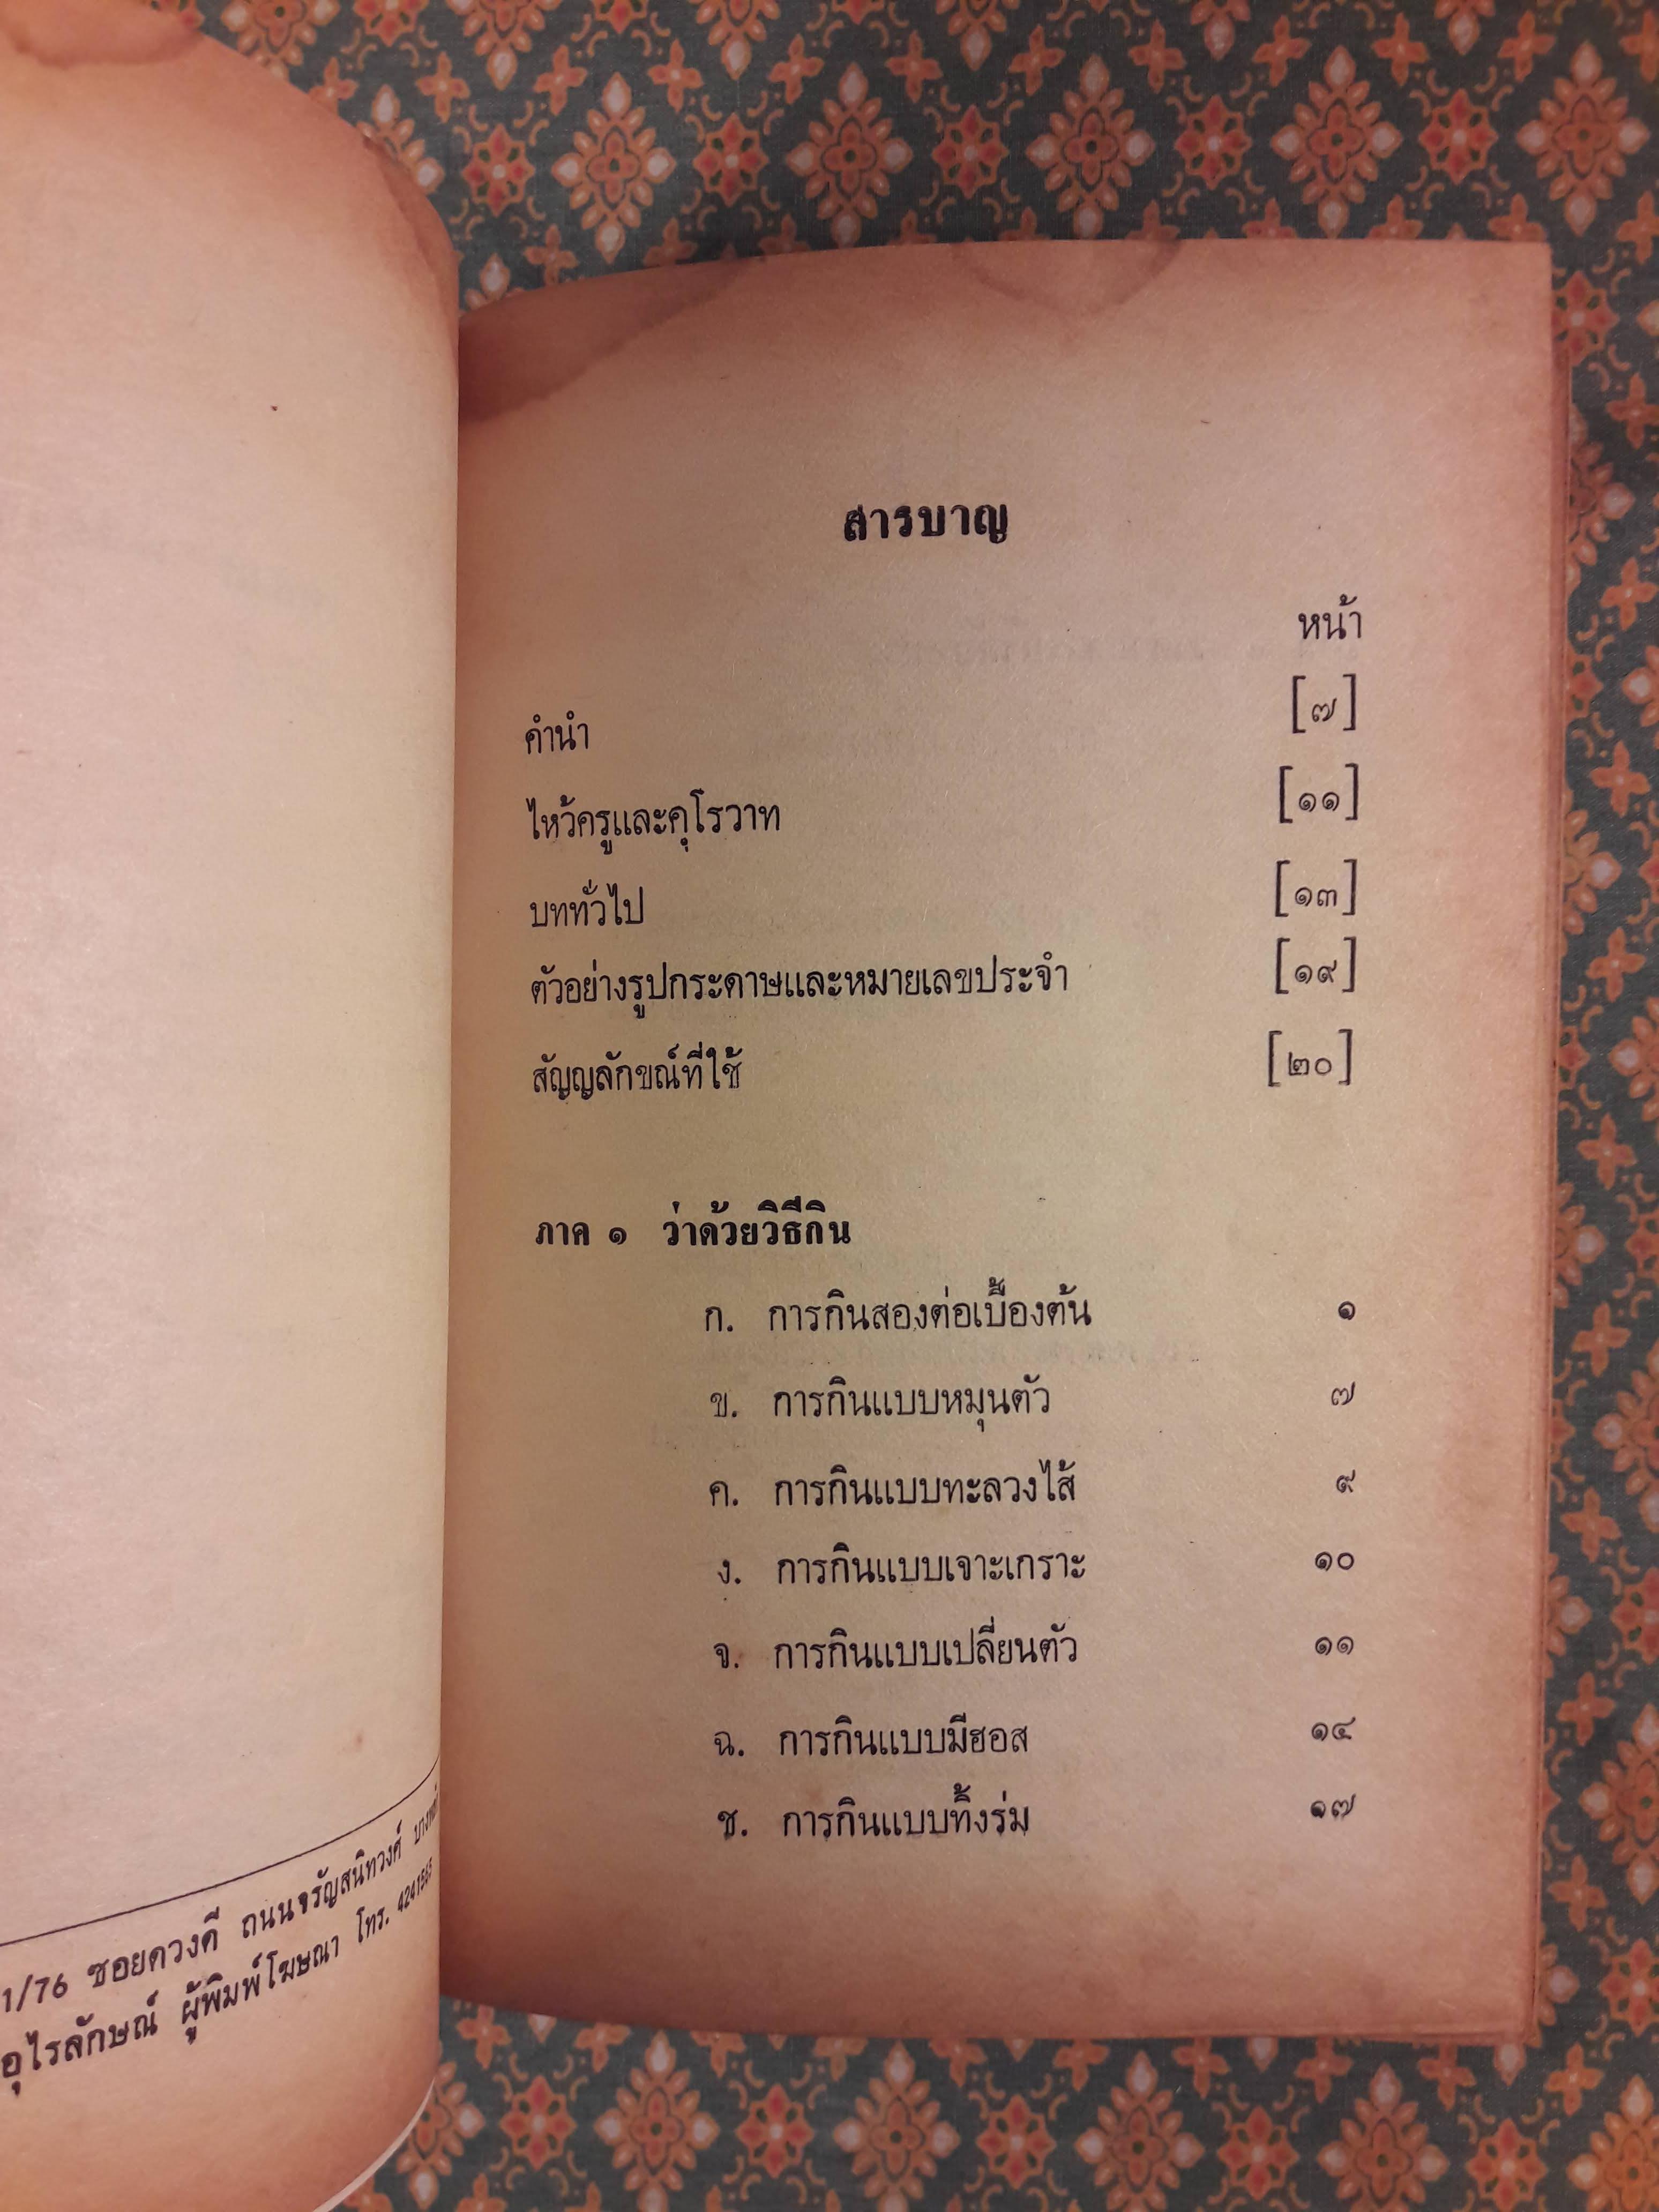 1/76 ซอยดวงดี ถนนจรัญสนิทวงศ์
อุไรลักษณ์ ผู้พิมพ์โฆษณา โทร. 4241565
สารบาญ
หน้า
คำนำ [๗]
ไหว้ครูและคุโรวาท [๑๑]
บททั่วไป [๑๓]
ตัวอย่างรูปกระดาษและหมายเลขประจำ [๑๙]
สัญญลักขณ์ที่ใช้ [๒๐]
ภาค ๑ ว่าด้วยวิธีกิน
ก. การกินสองต่อเบื้องต้น ๑
ข. การกินแบบหมุนตัว ๗
ค. การกินแบบทะลวงไส้ ๙
ง. การกินแบบเจาะเกราะ ๑๐
จ. การกินแบบเปลี่ยนตัว ๑๑
ฉ. การกินแบบมีฮอส ๑๔
ช. การกินแบบทิ้งร่ม ๑๗